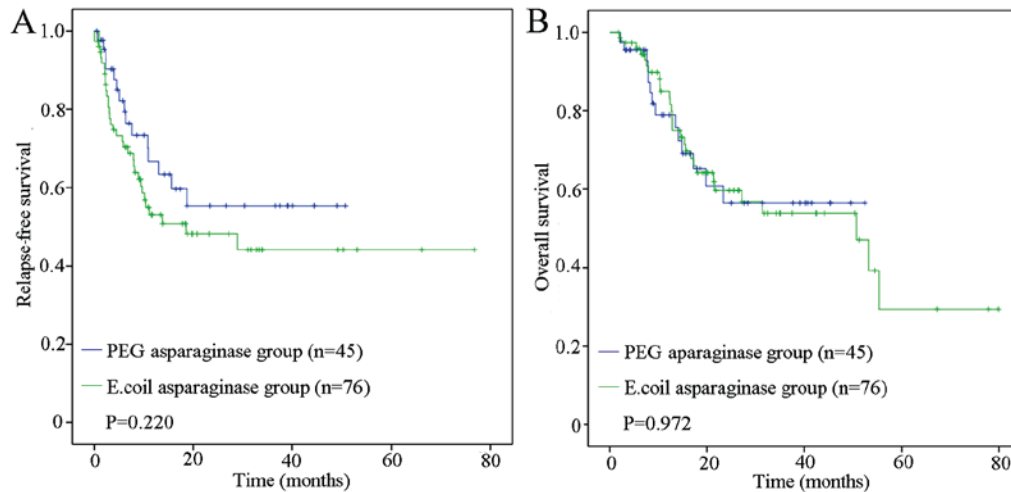 A
Relapse-free survival
1.0
0.8
0.6
0.4
0.2
0
PEG asparaginase group (n=45)
E.coil asparaginase group (n=76)
P=0.220
0 20 40 60 80
Time (months)
B
Overall survival
1.0
0.8
0.6
0.4
0.2
0
PEG aparaginase group (n=45)
E.coil asparaginase group (n=76)
P=0.972
0 20 40 60 80
Time (months)